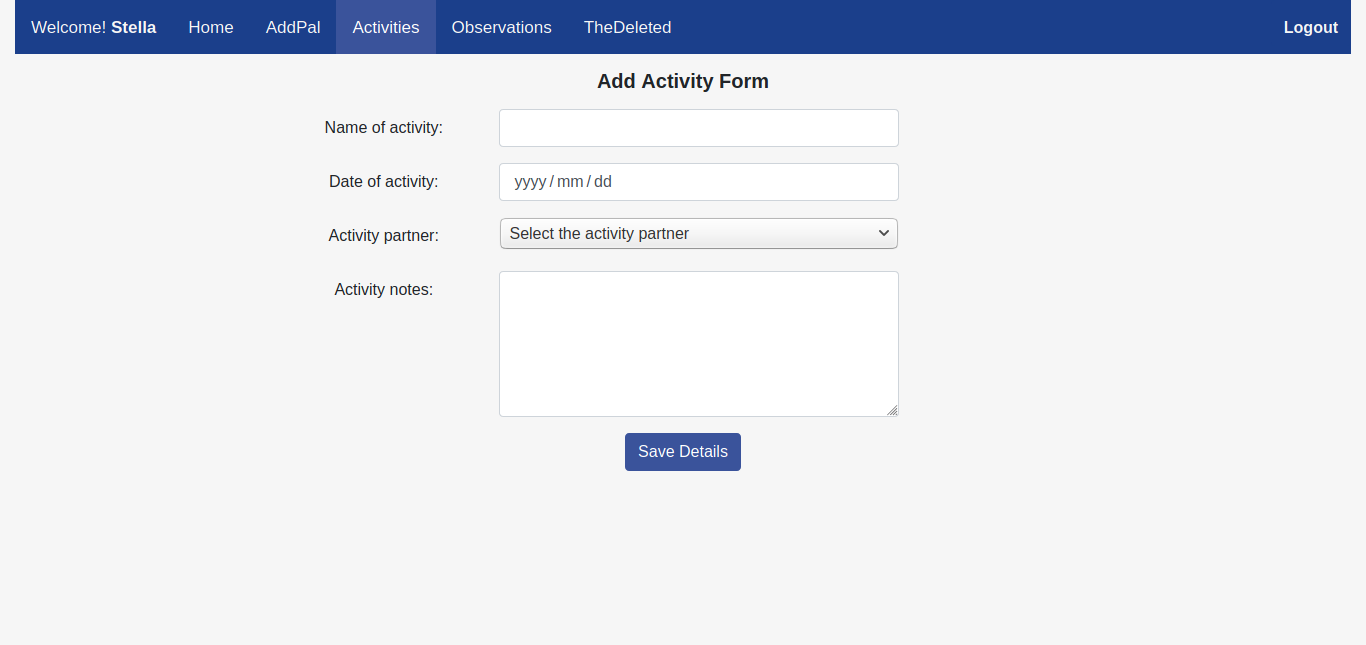 Welcome! Stella Home AddPal Activities Observations TheDeleted Logout
Add Activity Form
Name of activity:
Date of activity: yyyy/mm/dd
Activity partner: Select the activity partner
Activity notes:
Save Details